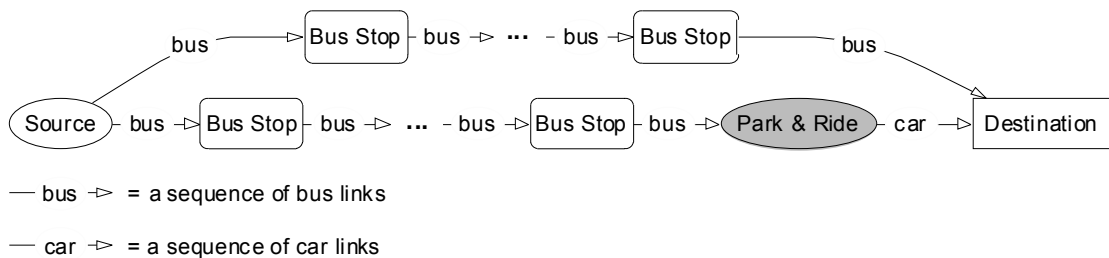 bus Bus Stop bus ... bus Bus Stop bus
Source bus Bus Stop bus ... bus Bus Stop bus Park & Ride car Destination
bus = a sequence of bus links
car = a sequence of car links